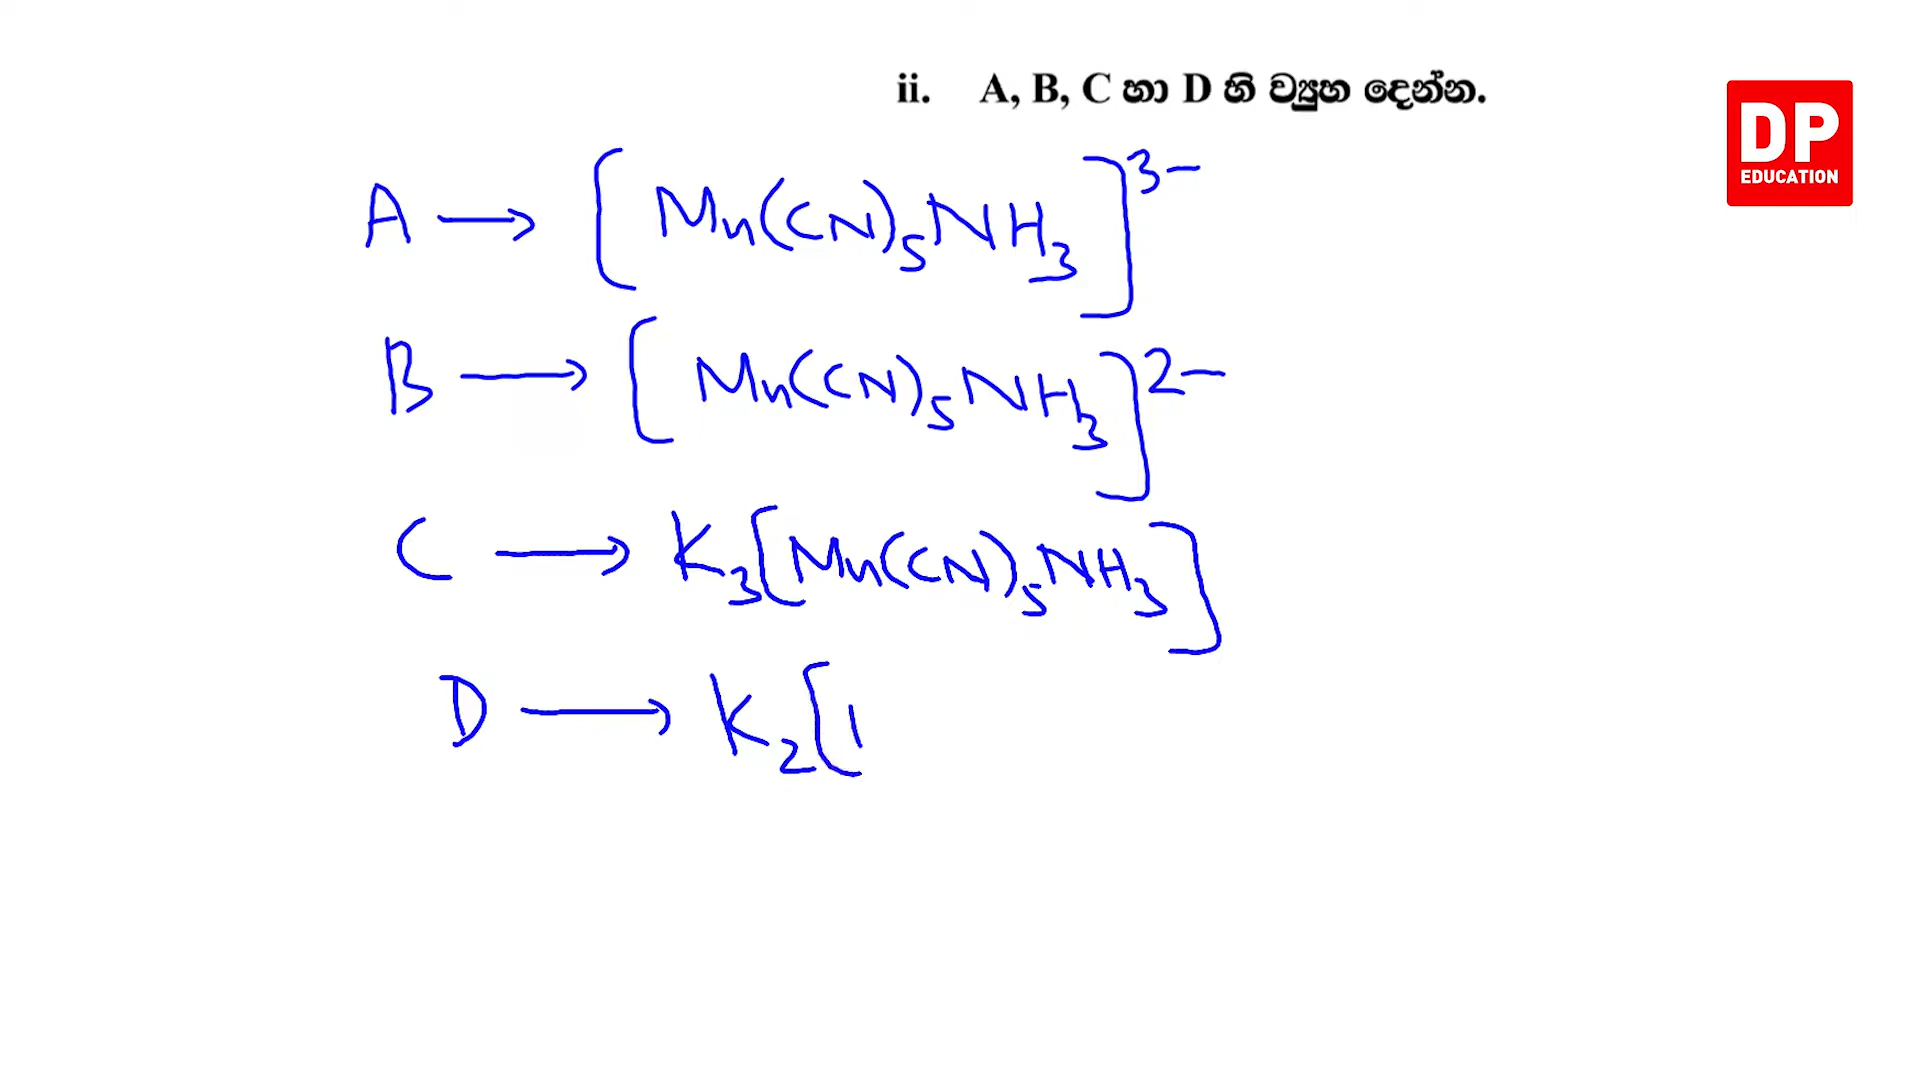 ii. A, B, C හා D හි ව්‍යුහ දෙන්න.
DP
EDUCATION
A → [Mn(CN)₅NH₃]³⁻
B → [Mn(CN)₅NH₃]²⁻
C → K₃[Mn(CN)₅NH₃]
D → K₂[